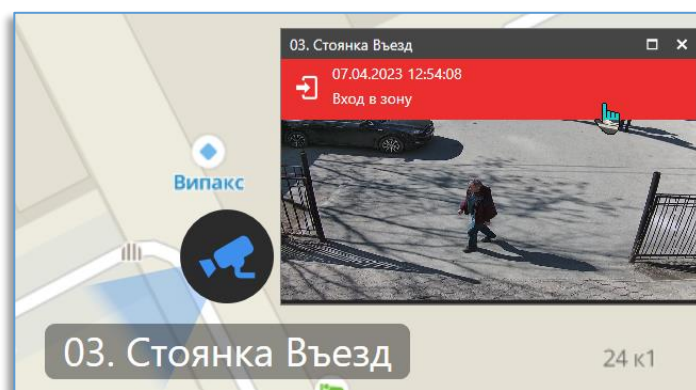 03. Стоянка Въезд
07.04.2023 12:54:08
Вход в зону
Випакс
03. Стоянка Въезд
24 к1